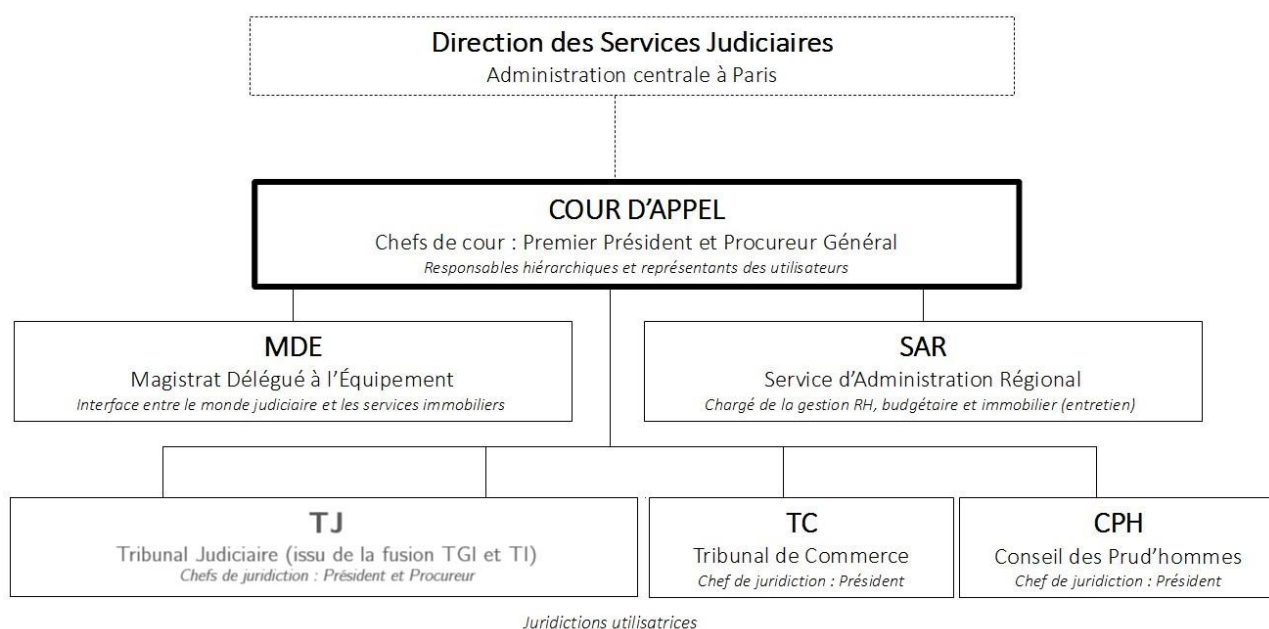 Direction des Services Judiciaires
Administration centrale à Paris
COUR D'APPEL
Chefs de cour : Premier Président et Procureur Général
Responsables hiérarchiques et représentants des utilisateurs
MDE
Magistrat Délégué à l'Équipement
Interface entre le monde judiciaire et les services immobiliers
SAR
Service d'Administration Régional
Chargé de la gestion RH, budgétaire et immobilier (entretien)
TJ
Tribunal Judiciaire (issu de la fusion TGI et TI)
Chefs de juridiction : Président et Procureur
TC
Tribunal de Commerce
Chef de juridiction : Président
CPH
Conseil des Prud'hommes
Chef de juridiction : Président
Juridictions utilisatrices